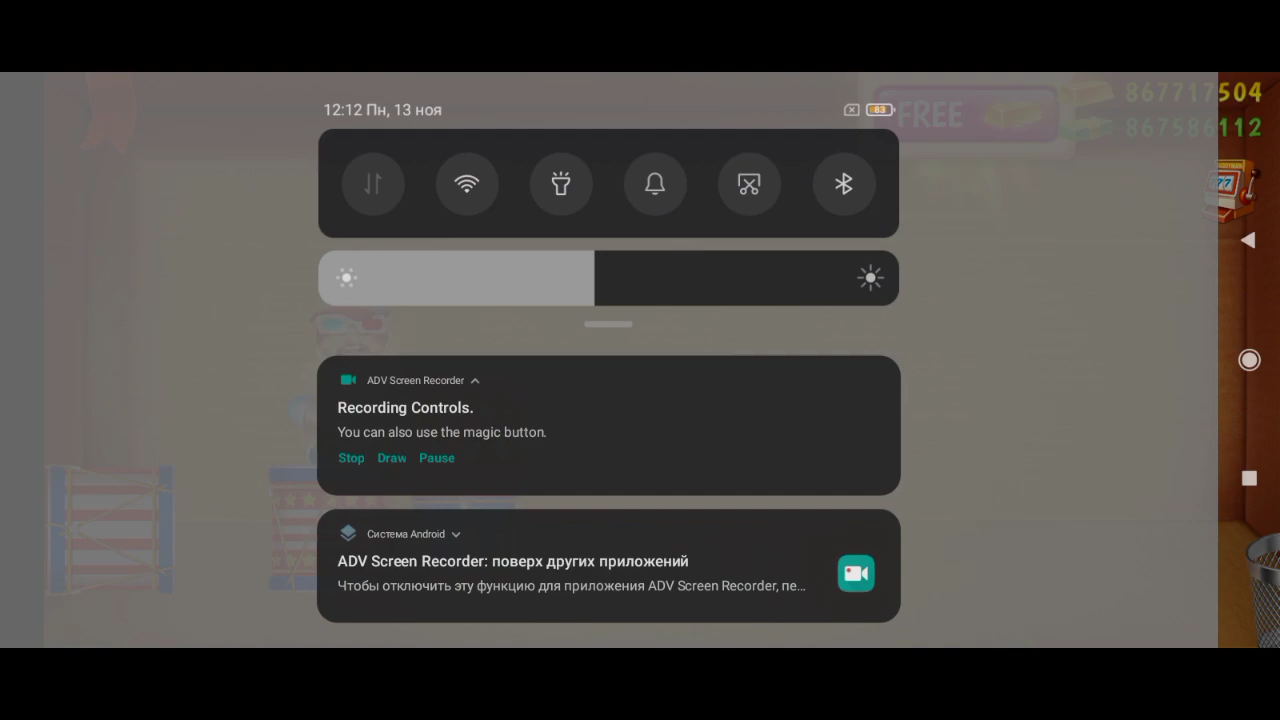 12:12 Пн, 13 ноя
83
FREE
867717504
867586112
777
ADV Screen Recorder
Recording Controls.
You can also use the magic button.
Stop Draw Pause
Система Android
ADV Screen Recorder: поверх других приложений
Чтобы отключить эту функцию для приложения ADV Screen Recorder, пе...